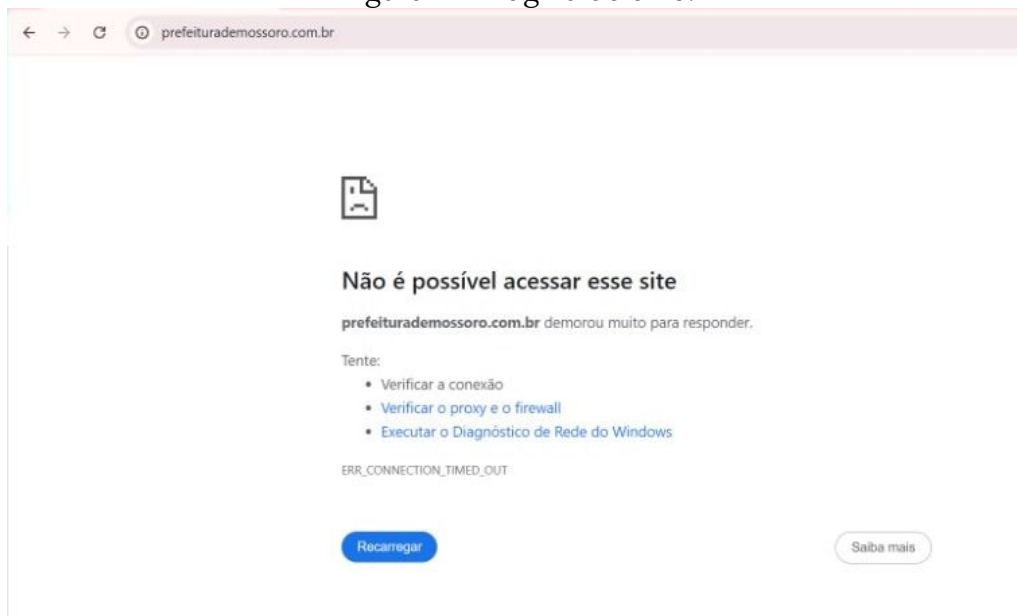 prefeiturademossoro.com.br
Não é possível acessar esse site
prefeiturademossoro.com.br demorou muito para responder.
Tente:
• Verificar a conexão
• Verificar o proxy e o firewall
• Executar o Diagnóstico de Rede do Windows
ERR_CONNECTION_TIMED_OUT
Recarregar
Saiba mais